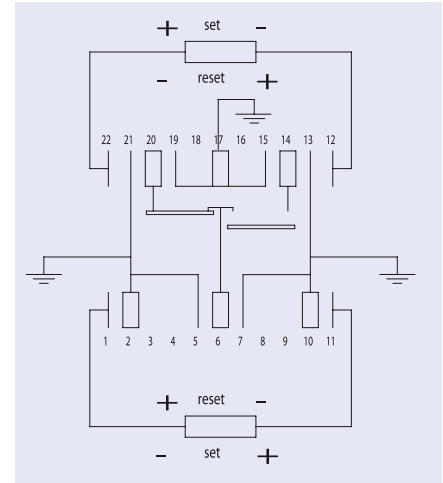 + set -
- reset +
22 21 20 19 18 17 16 15 14 13 12
1 2 3 4 5 6 7 8 9 10 11
+ reset -
- set +